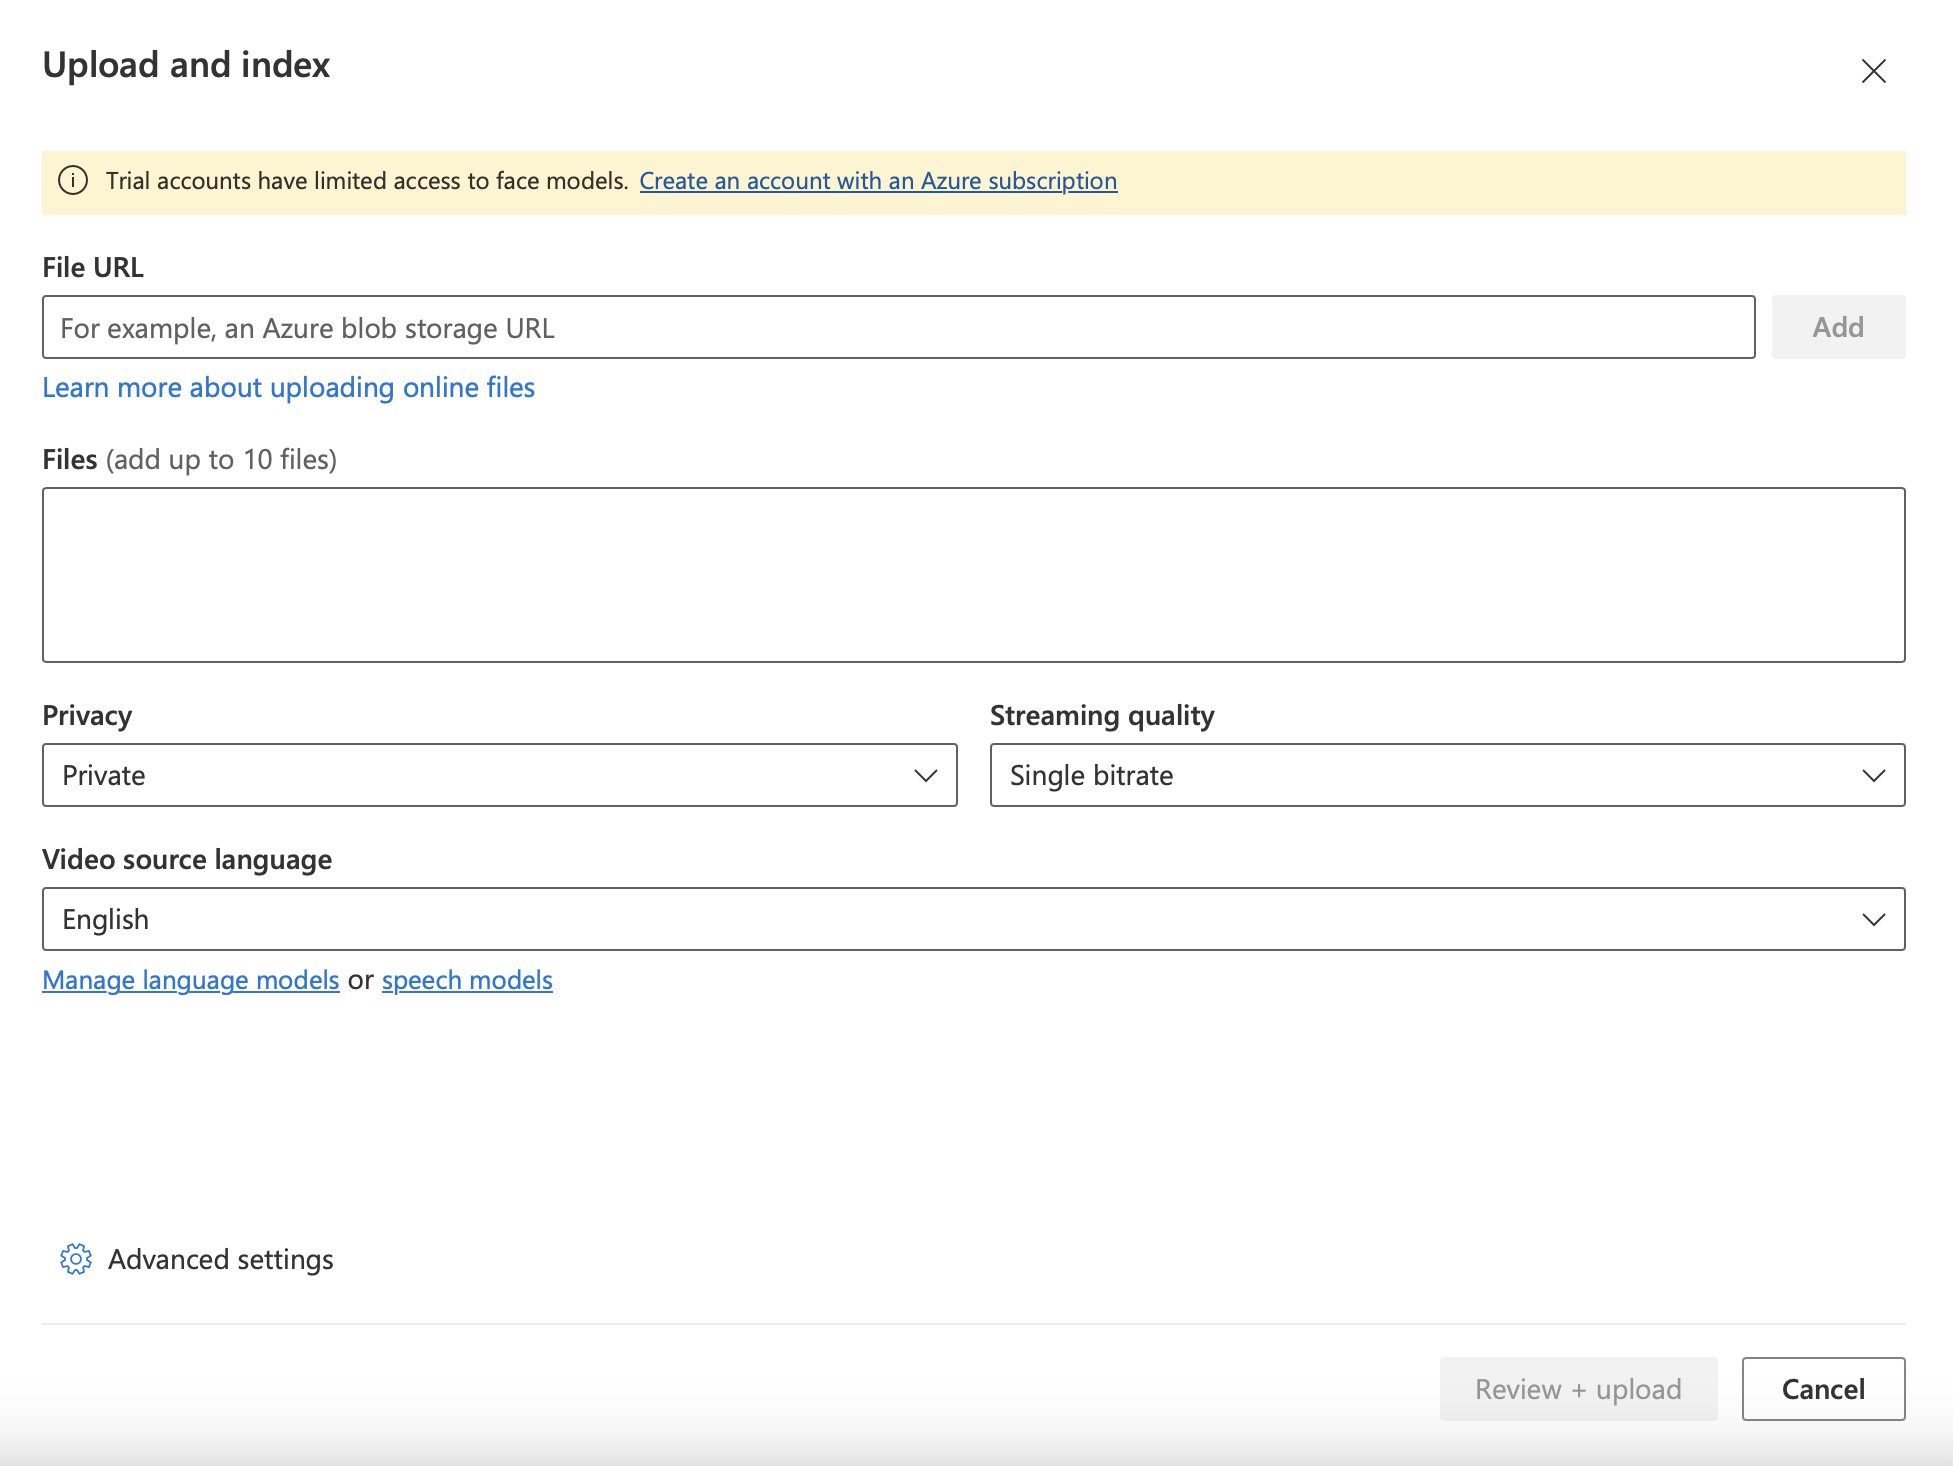 Upload and index
Trial accounts have limited access to face models. Create an account with an Azure subscription
File URL
For example, an Azure blob storage URL
Add
Learn more about uploading online files
Files (add up to 10 files)
Privacy
Streaming quality
Private
Single bitrate
Video source language
English
Manage language models or speech models
Advanced settings
Review + upload
Cancel